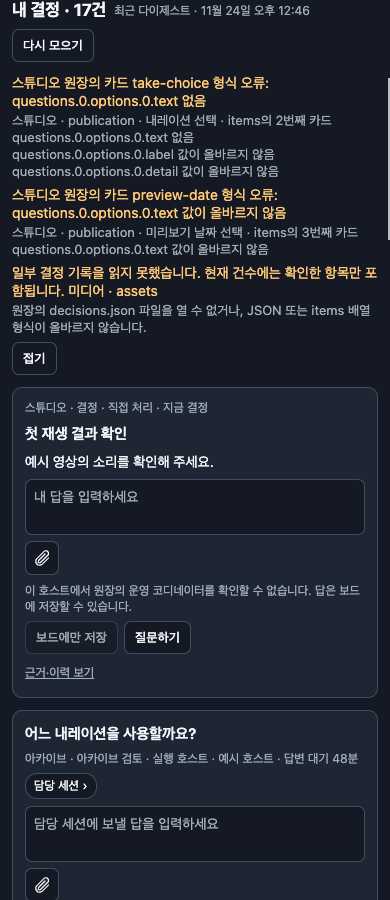 내 결정 · 17건 최근 다이제스트 · 11월 24일 오후 12:46
다시 모으기
스튜디오 원장의 카드 take-choice 형식 오류:
questions.0.options.0.text 없음
스튜디오 · publication · 내레이션 선택 · items의 2번째 카드
questions.0.options.0.text 없음
questions.0.options.0.label 값이 올바르지 않음
questions.0.options.0.detail 값이 올바르지 않음
스튜디오 원장의 카드 preview-date 형식 오류:
questions.0.options.0.text 값이 올바르지 않음
스튜디오 · publication · 미리보기 날짜 선택 · items의 3번째 카드
questions.0.options.0.text 값이 올바르지 않음
일부 결정 기록을 읽지 못했습니다. 현재 건수에는 확인한 항목만 포
함됩니다. 미디어 · assets
원장의 decisions.json 파일을 열 수 없거나, JSON 또는 items 배열
형식이 올바르지 않습니다.
접기
스튜디오 · 결정 · 직접 처리 · 지금 결정
첫 재생 결과 확인
예시 영상의 소리를 확인해 주세요.
내 답을 입력하세요
이 호스트에서 원장의 운영 코디네이터를 확인할 수 없습니다. 답은 보드
에 저장할 수 있습니다.
보드에만 저장 질문하기
근거·이력 보기
어느 내레이션을 사용할까요?
아카이브 · 아카이브 검토 · 실행 호스트 · 예시 호스트 · 답변 대기 48분
담당 세션 ›
담당 세션에 보낼 답을 입력하세요